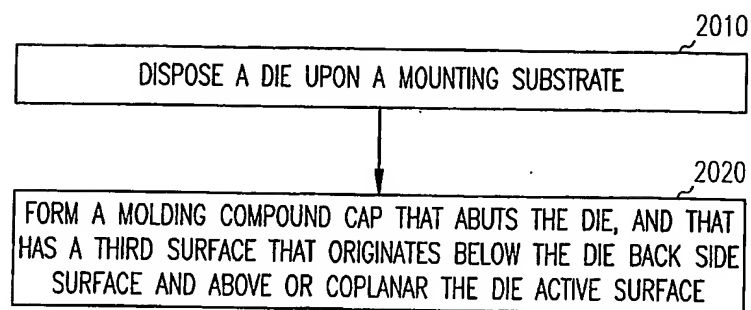 2010
DISPOSE A DIE UPON A MOUNTING SUBSTRATE
2020
FORM A MOLDING COMPOUND CAP THAT ABUTS THE DIE, AND THAT
HAS A THIRD SURFACE THAT ORIGINATES BELOW THE DIE BACK SIDE
SURFACE AND ABOVE OR COPLANAR THE DIE ACTIVE SURFACE